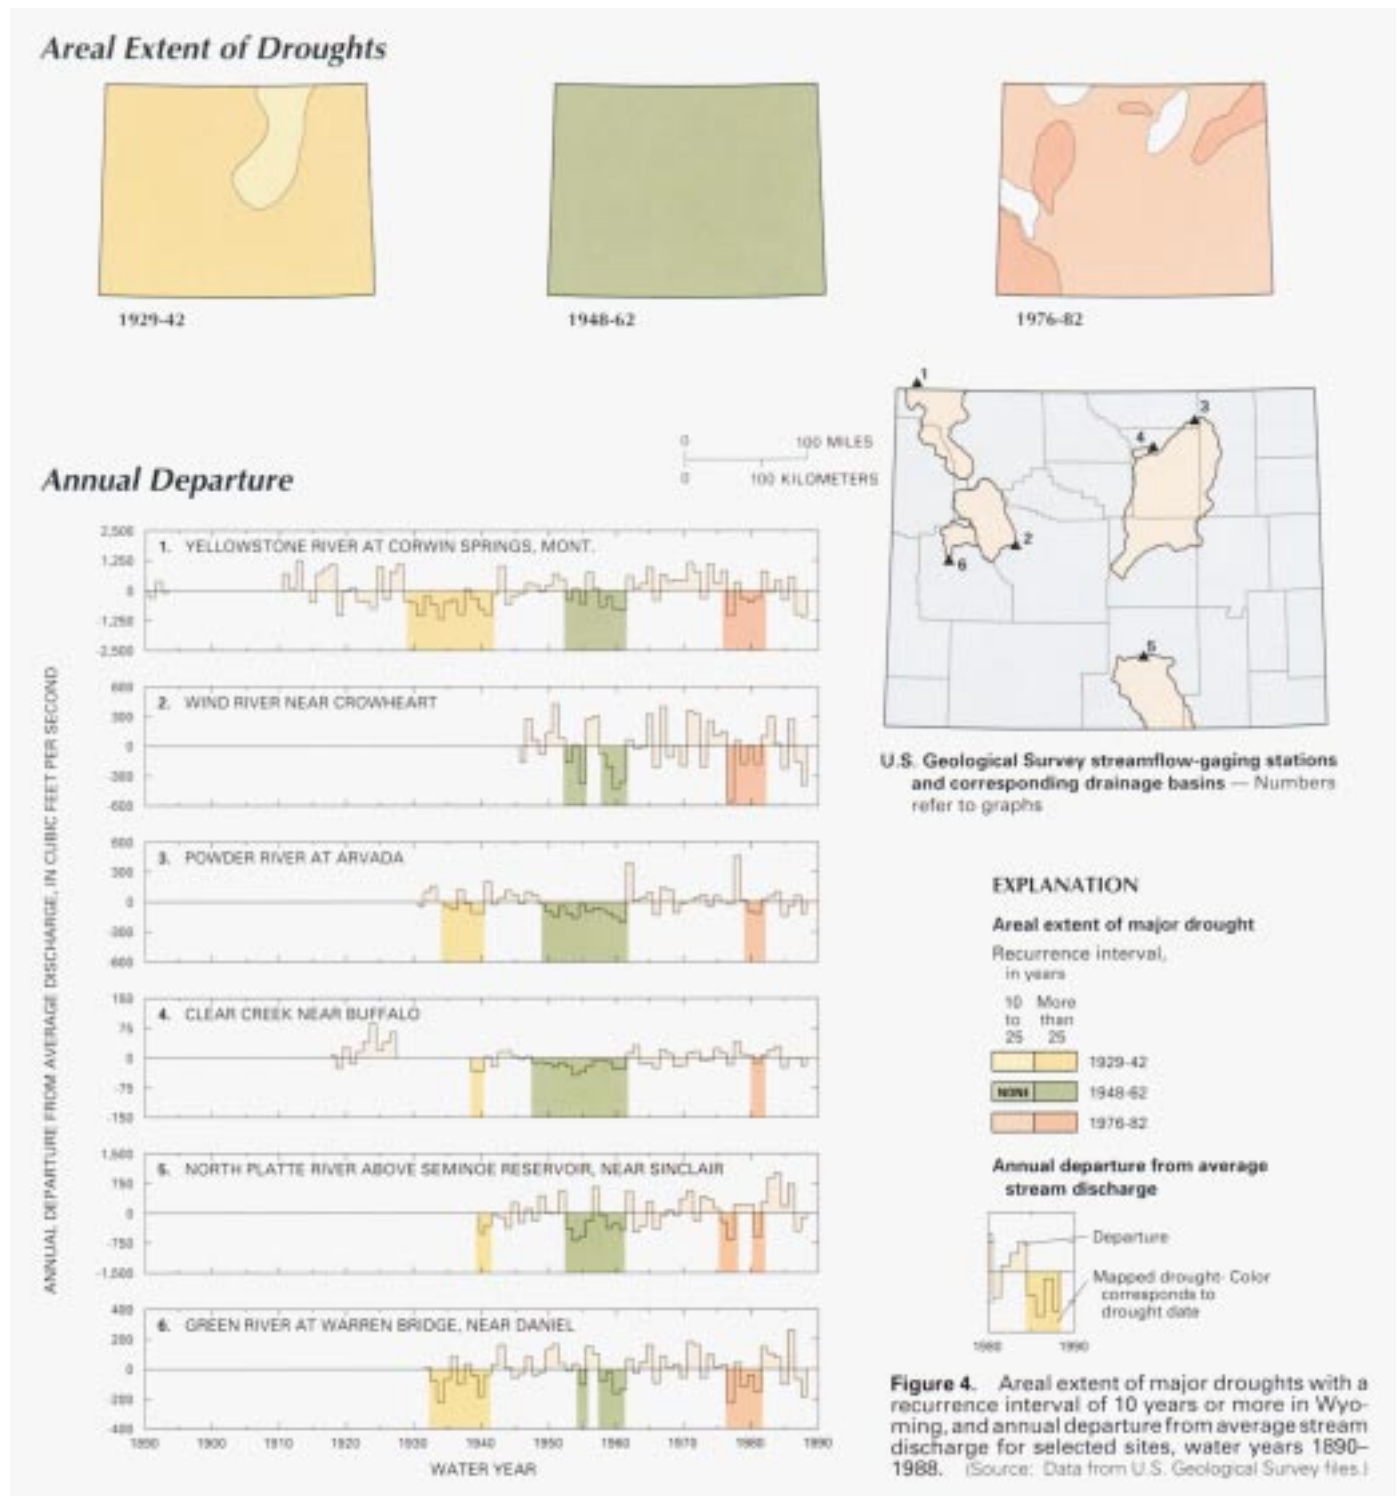 Areal Extent of Droughts
1929-42
1948-62
1976-82
1
3
4
2
6
5
0 100 MILES
0 100 KILOMETERS
U.S. Geological Survey streamflow-gaging stations
and corresponding drainage basins — Numbers
refer to graphs
Annual Departure
ANNUAL DEPARTURE FROM AVERAGE DISCHARGE, IN CUBIC FEET PER SECOND
1. YELLOWSTONE RIVER AT CORWIN SPRINGS, MONT.
2,500
1,250
0
-1,250
-2,500
2. WIND RIVER NEAR CROWHEART
600
300
0
-300
-600
3. POWDER RIVER AT ARVADA
600
300
0
-300
-600
4. CLEAR CREEK NEAR BUFFALO
150
75
0
-75
-150
5. NORTH PLATTE RIVER ABOVE SEMINOE RESERVOIR, NEAR SINCLAIR
1,500
750
0
-750
-1,500
6. GREEN RIVER AT WARREN BRIDGE, NEAR DANIEL
400
200
0
-200
-400
1890 1900 1910 1920 1930 1940 1950 1960 1970 1980 1990
WATER YEAR
EXPLANATION
Areal extent of major drought
Recurrence interval,
in years
10 More
to than
25 25
1929-42
NONE 1948-62
1976-82
Annual departure from average
stream discharge
Departure
Mapped drought- Color
corresponds to
drought date
1980 1990
Figure 4. Areal extent of major droughts with a
recurrence interval of 10 years or more in Wyo-
ming, and annual departure from average stream
discharge for selected sites, water years 1890–
1988. (Source: Data from U.S. Geological Survey files.)